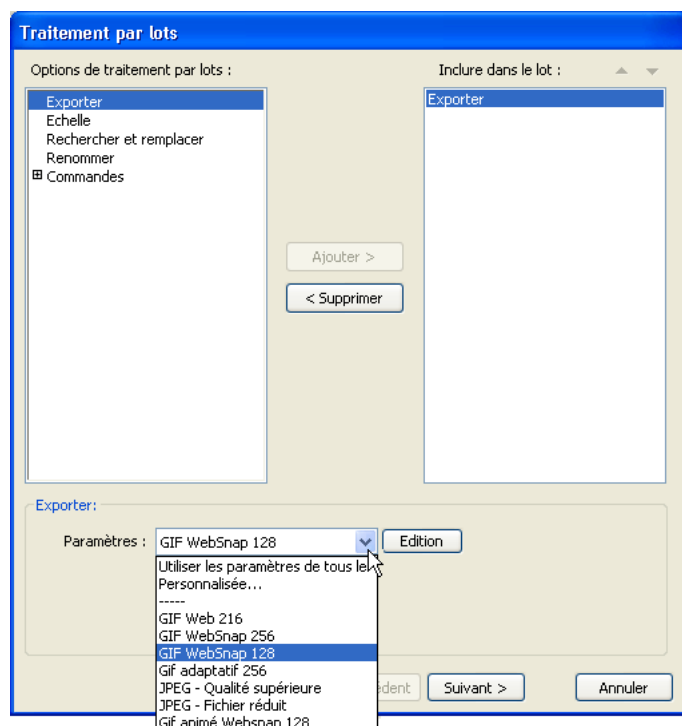 Traitement par lots
Options de traitement par lots :
Inclure dans le lot :
Exporter
Echelle
Rechercher et remplacer
Renommer
Commandes
Exporter
Ajouter >
< Supprimer
Exporter:
Paramètres :
GIF WebSnap 128
Edition
Utiliser les paramètres de tous le
Personnalisée...
-----
GIF Web 216
GIF WebSnap 256
GIF WebSnap 128
Gif adaptatif 256
JPEG - Qualité supérieure
JPEG - Fichier réduit
Gif animé Websnap 128
édent
Suivant >
Annuler